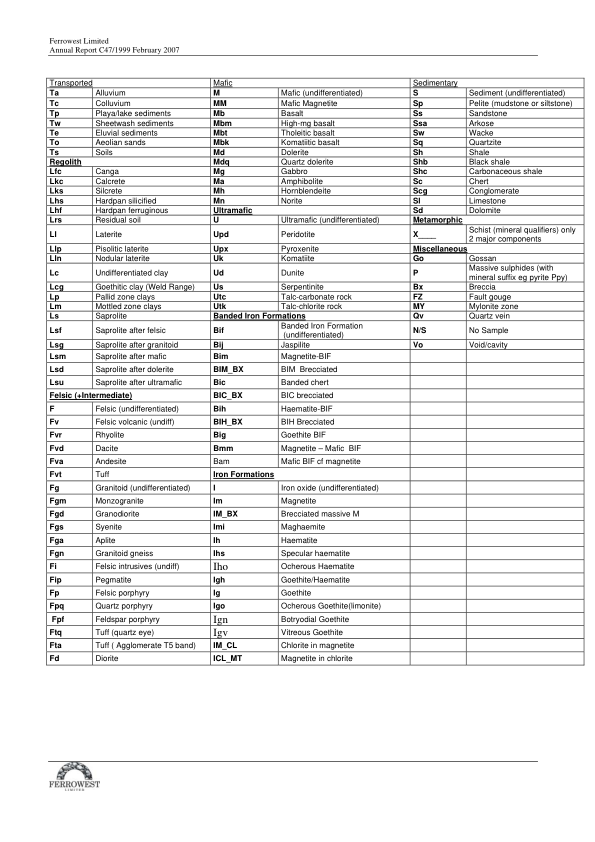 Ferrowest Limited
Annual Report C47/1999 February 2007
Transported Mafic Sedimentary
Ta Alluvium M Mafic (undifferentiated) S Sediment (undifferentiated)
Tc Colluvium MM Mafic Magnetite Sp Pelite (mudstone or siltstone)
Tp Playa/lake sediments Mb Basalt Ss Sandstone
Tw Sheetwash sediments Mbm High-mg basalt Ssa Arkose
Te Eluvial sediments Mbt Tholeitic basalt Sw Wacke
To Aeolian sands Mbk Komatiitic basalt Sq Quartzite
Ts Soils Md Dolerite Sh Shale
Regolith Mdq Quartz dolerite Shb Black shale
Lfc Canga Mg Gabbro Shc Carbonaceous shale
Lkc Calcrete Ma Amphibolite Sc Chert
Lks Silcrete Mh Hornblendeite Scg Conglomerate
Lhs Hardpan silicified Mn Norite Sl Limestone
Lhf Hardpan ferruginous Ultramafic Sd Dolomite
Lrs Residual soil U Ultramafic (undifferentiated) Metamorphic
Ll Laterite Upd Peridotite X____ Schist (mineral qualifiers) only
2 major components
Llp Pisolitic laterite Upx Pyroxenite Miscellaneous
Lln Nodular laterite Uk Komatiite Go Gossan
Lc Undifferentiated clay Ud Dunite P Massive sulphides (with
mineral suffix eg pyrite Ppy)
Lcg Goethitic clay (Weld Range) Us Serpentinite Bx Breccia
Lp Pallid zone clays Utc Talc-carbonate rock FZ Fault gouge
Lm Mottled zone clays Utk Talc-chlorite rock MY Mylonite zone
Ls Saprolite Banded Iron Formations Qv Quartz vein
Lsf Saprolite after felsic Bif Banded Iron Formation
(undifferentiated) N/S No Sample
Lsg Saprolite after granitoid Bij Jaspilite Vo Void/cavity
Lsm Saprolite after mafic Bim Magnetite-BIF
Lsd Saprolite after dolerite BIM_BX BIM Brecciated
Lsu Saprolite after ultramafic Bic Banded chert
Felsic (+Intermediate) BIC_BX BIC brecciated
F Felsic (undifferentiated) Bih Haematite-BIF
Fv Felsic volcanic (undiff) BIH_BX BIH Brecciated
Fvr Rhyolite Big Goethite BIF
Fvd Dacite Bmm Magnetite – Mafic BIF
Fva Andesite Bam Mafic BIF cf magnetite
Fvt Tuff Iron Formations
Fg Granitoid (undifferentiated) I Iron oxide (undifferentiated)
Fgm Monzogranite Im Magnetite
Fgd Granodiorite IM_BX Brecciated massive M
Fgs Syenite Imi Maghaemite
Fga Aplite Ih Haematite
Fgn Granitoid gneiss Ihs Specular haematite
Fi Felsic intrusives (undiff) Iho Ocherous Haematite
Fip Pegmatite Igh Goethite/Haematite
Fp Felsic porphyry Ig Goethite
Fpq Quartz porphyry Igo Ocherous Goethite(limonite)
Fpf Feldspar porphyry Ign Botryodial Goethite
Ftq Tuff (quartz eye) Igv Vitreous Goethite
Fta Tuff ( Agglomerate T5 band) IM_CL Chlorite in magnetite
Fd Diorite ICL_MT Magnetite in chlorite
FERROWEST
LIMITED